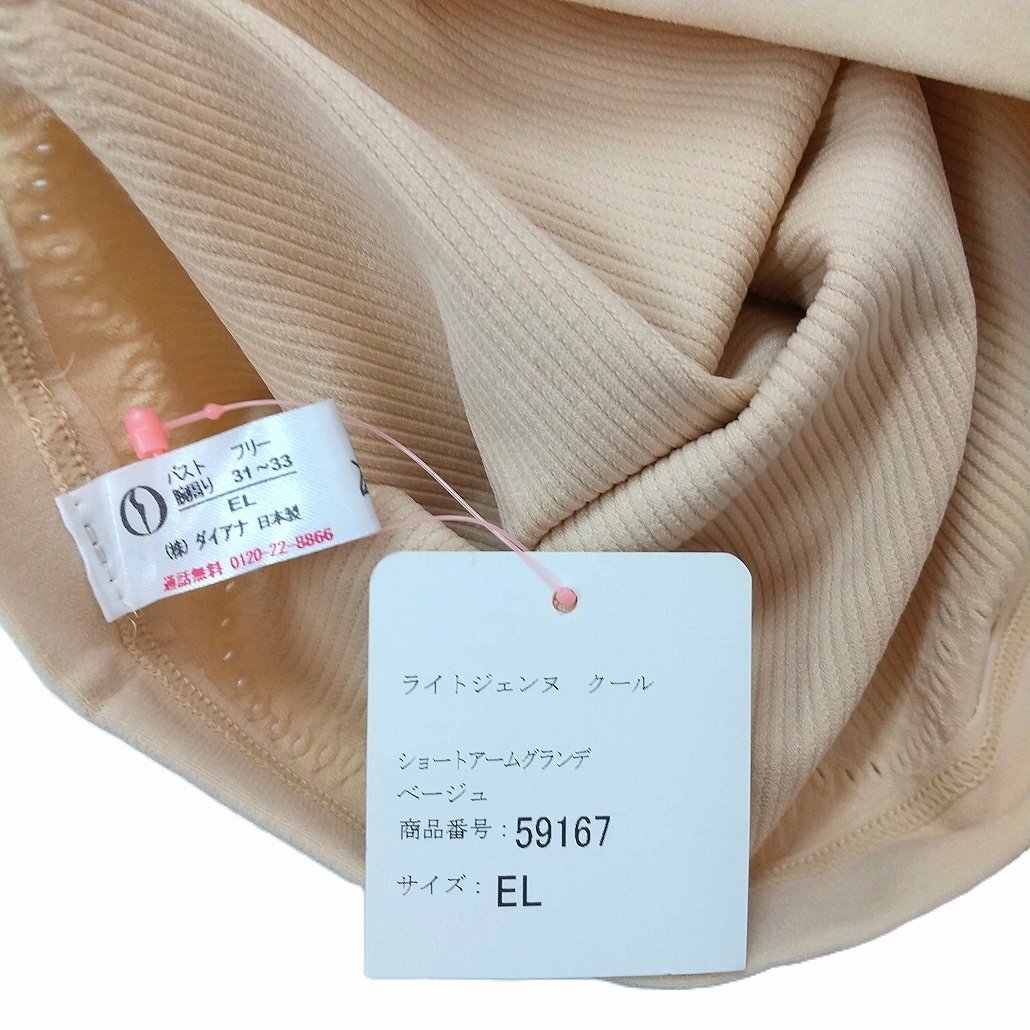 バスト フリー
腕周り 31~33
EL
(株) ダイアナ 日本製
通話無料 0120-22-8866
ライトジェンヌ クール
ショートアームグランデ
ベージュ
商品番号:59167
サイズ: EL